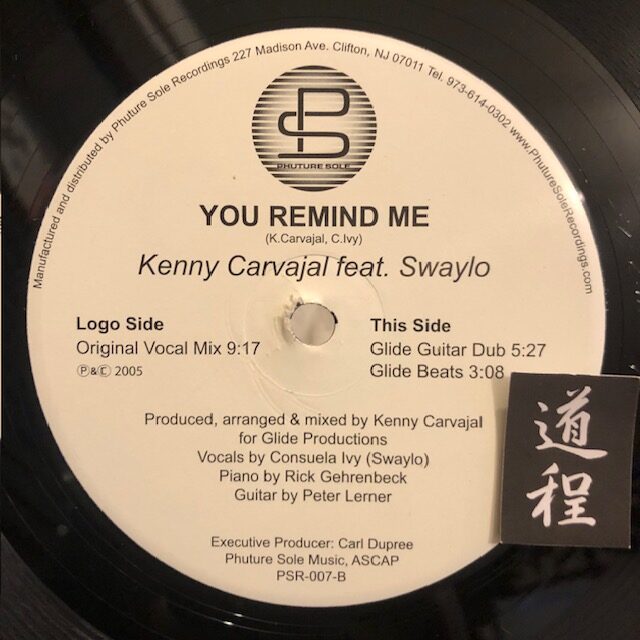 Manufactured and distributed by Phuture Sole Recordings 227 Madison Ave. Clifton, NJ 07011 Tel. 973-614-0302 www.PhutureSoleRecordings.com
PS
PHUTURE SOLE
YOU REMIND ME
(K.Carvajal, C.Ivy)
Kenny Carvajal feat. Swaylo
Logo Side
Original Vocal Mix 9:17
Ⓟ&Ⓒ 2005
This Side
Glide Guitar Dub 5:27
Glide Beats 3:08
Produced, arranged & mixed by Kenny Carvajal
for Glide Productions
Vocals by Consuela Ivy (Swaylo)
Piano by Rick Gehrenbeck
Guitar by Peter Lerner
Executive Producer: Carl Dupree
Phuture Sole Music, ASCAP
PSR-007-B
道
程